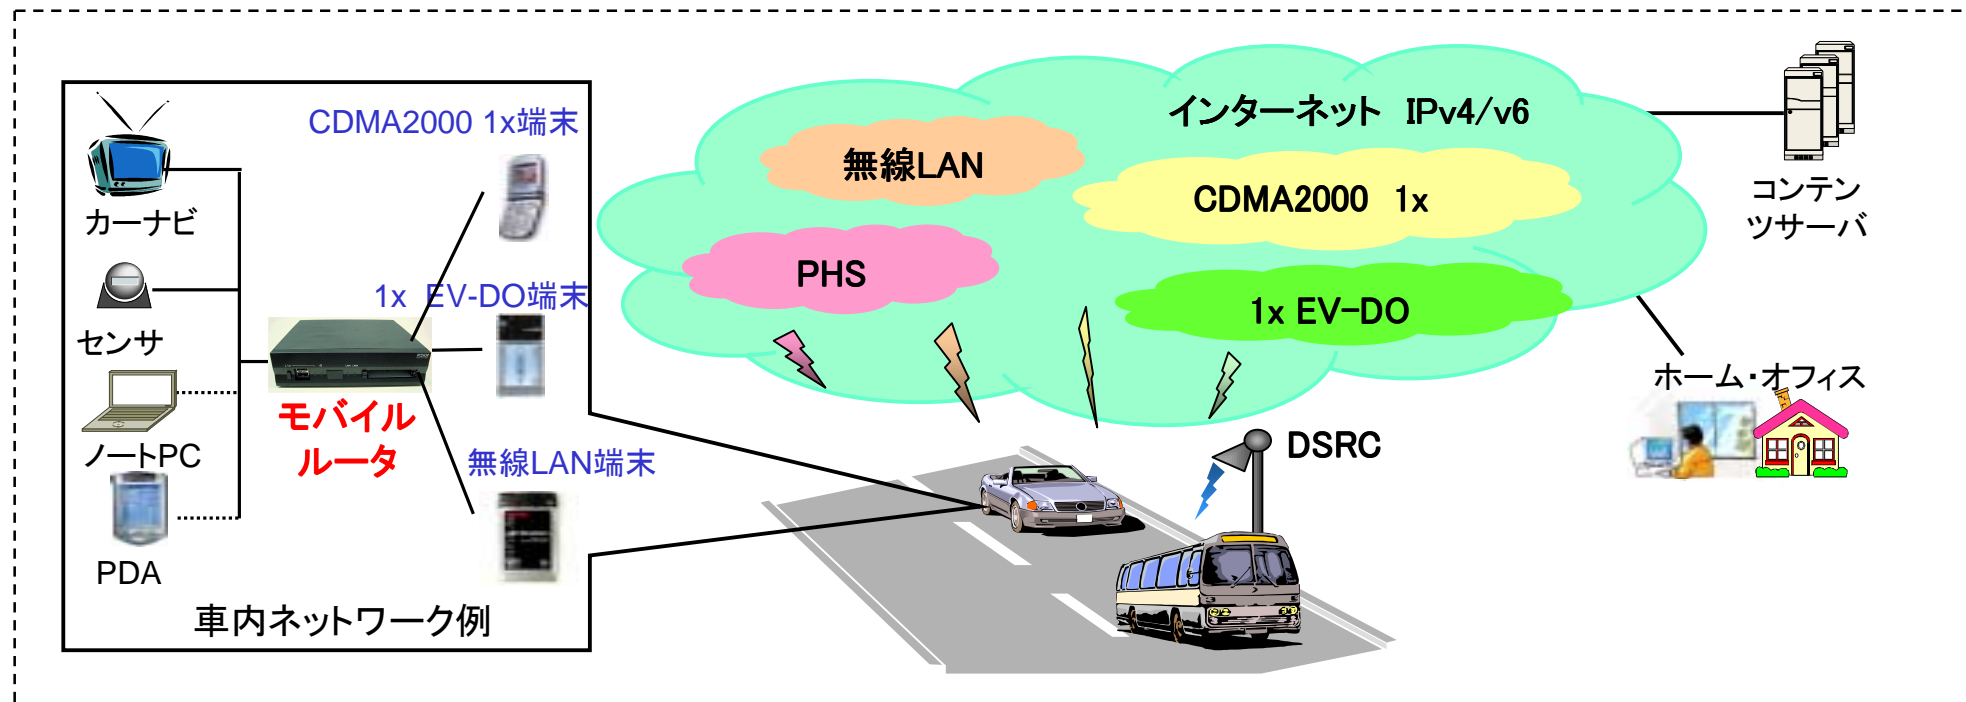 CDMA2000 1x端末
カーナビ
1x EV-DO端末
センサ
モバイル
ルータ
ノートPC
無線LAN端末
PDA
車内ネットワーク例
インターネット IPv4/v6
無線LAN
CDMA2000 1x
PHS
1x EV-DO
DSRC
コンテン
ツサーバ
ホーム・オフィス